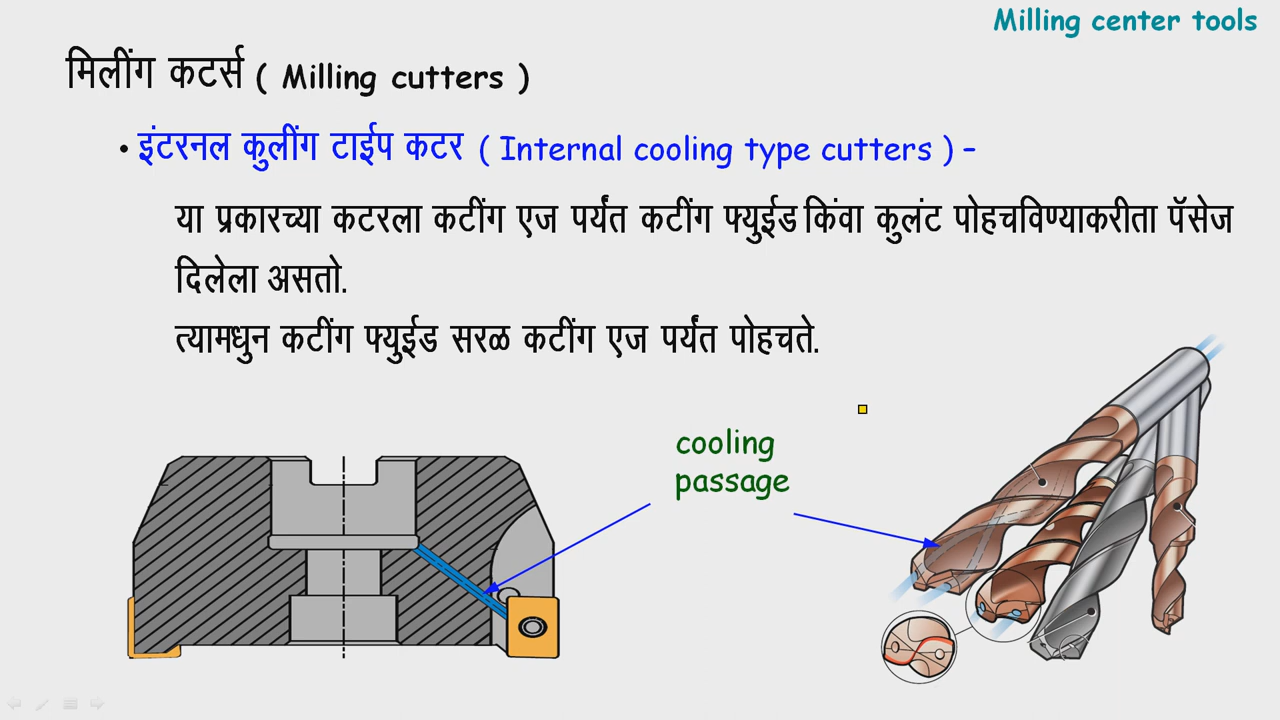 Milling center tools
मिलींग कटर्स ( Milling cutters )
• इंटरनल कुलींग टाईप कटर ( Internal cooling type cutters ) –
या प्रकारच्या कटरला कटींग एज पर्यंत कटींग फ्युईड किंवा कुलंट पोहचविण्याकरीता पॅसेज
दिलेला असतो.
त्यामधुन कटींग फ्युईड सरळ कटींग एज पर्यंत पोहचते.
cooling
passage